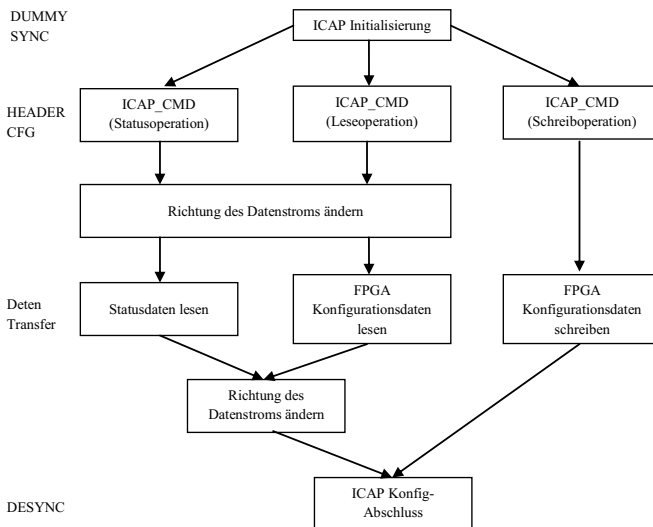 DUMMY
SYNC
ICAP Initialisierung
HEADER
CFG
ICAP_CMD
(Statusoperation)
ICAP_CMD
(Leseoperation)
ICAP_CMD
(Schreiboperation)
Richtung des Datenstroms ändern
Deten
Transfer
Statusdaten lesen
FPGA
Konfigurationsdaten
lesen
FPGA
Konfigurationsdaten
schreiben
Richtung des
Datenstroms ändern
DESYNC
ICAP Konfig-
Abschluss